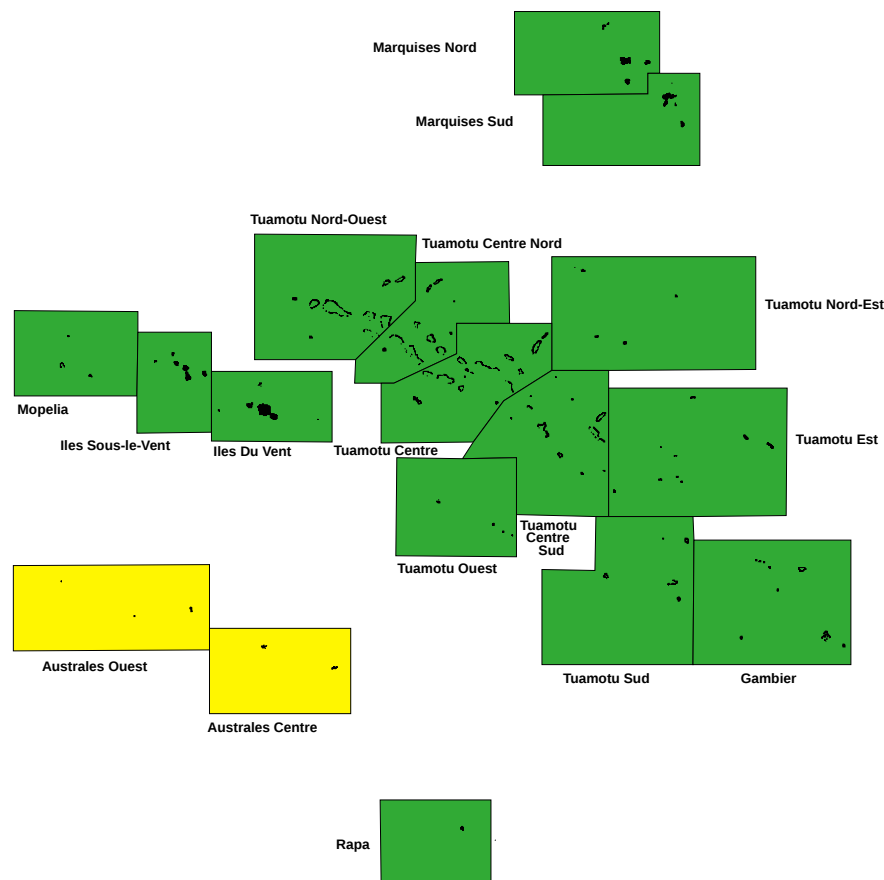 Marquises Nord
Marquises Sud
Tuamotu Nord-Ouest
Tuamotu Centre Nord
Tuamotu Nord-Est
Mopelia
Iles Sous-le-Vent
Iles Du Vent
Tuamotu Centre
Tuamotu Est
Tuamotu
Centre
Sud
Tuamotu Ouest
Australes Ouest
Tuamotu Sud
Gambier
Australes Centre
Rapa